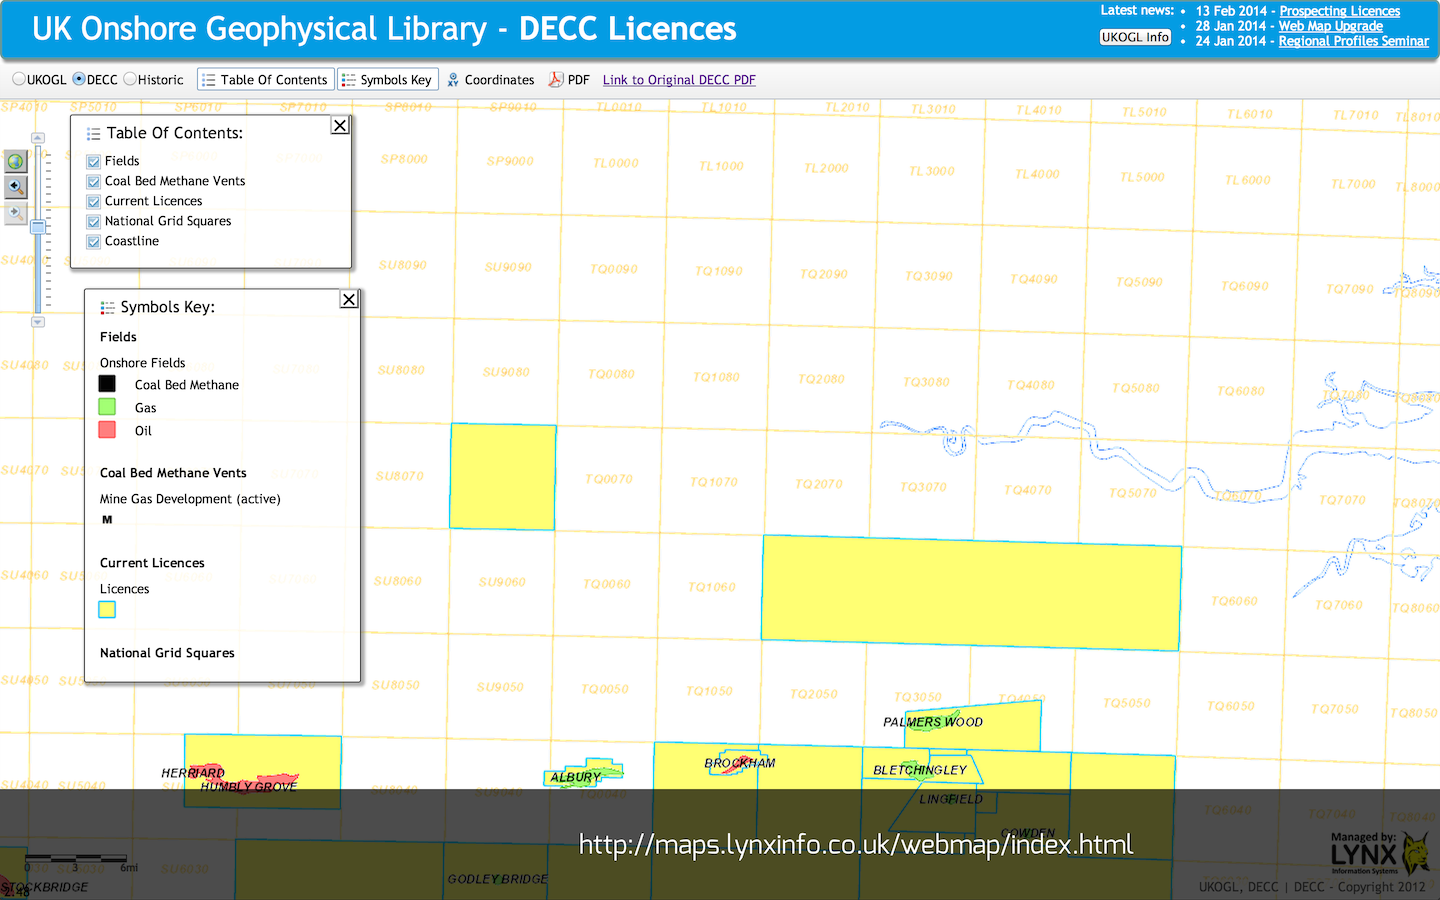 UK Onshore Geophysical Library - DECC Licences
Latest news:
UKOGL Info
• 13 Feb 2014 - Prospecting Licences
• 28 Jan 2014 - Web Map Upgrade
• 24 Jan 2014 - Regional Profiles Seminar
UKOGL DECC Historic Table Of Contents Symbols Key Coordinates PDF Link to Original DECC PDF
SP4010 SP5010 SP6010 SP7010 SP8010 SP9010 TL0010 TL1010 TL2010 TL3010 TL4010 TL5010 TL6010 TL7010 TL8010
Table Of Contents:
Fields
Coal Bed Methane Vents
Current Licences
National Grid Squares
Coastline
SP8000 SP9000 TL0000 TL1000 TL2000 TL3000 TL4000 TL5000 TL6000 TL7000 TL8000
SU8090 SU9090 TQ0090 TQ1090 TQ2090 TQ3090 TQ4090 TQ5090 TQ6090 TQ7090 TQ8090
Symbols Key:
Fields
Onshore Fields
Coal Bed Methane
Gas
Oil
Coal Bed Methane Vents
Mine Gas Development (active)
M
Current Licences
Licences
National Grid Squares
SU4080 SU8080 SU9080 TQ0080 TQ1080 TQ2080 TQ3080 TQ4080 TQ5080 TQ6080 TQ7080 TQ8080
SU4070 SU8070 TQ0070 TQ1070 TQ2070 TQ3070 TQ4070 TQ5070 TQ6070 TQ7070 TQ8070
SU4060 SU8060 SU9060 TQ0060 TQ1060 TQ6060 TQ7060 TQ8060
SU4050 SU8050 SU9050 TQ0050 TQ1050 TQ2050 TQ3050 TQ4050 TQ5050 TQ6050 TQ7050 TQ8050
PALMERS WOOD
HERRIARD
HUMBLY GROVE
ALBURY
BROCKHAM
BLETCHINGLEY
SU4040 SU5040 SU8040 SU9040 TQ0040 TQ6040 TQ7040 TQ8040
LINGFIELD
COWDEN
http://maps.lynxinfo.co.uk/webmap/index.html
Managed by:
LYNX
Information Systems
0 3 6mi
SU5030 SU6030
GODLEY BRIDGE
STOCKBRIDGE
UKOGL, DECC | DECC - Copyright 2012